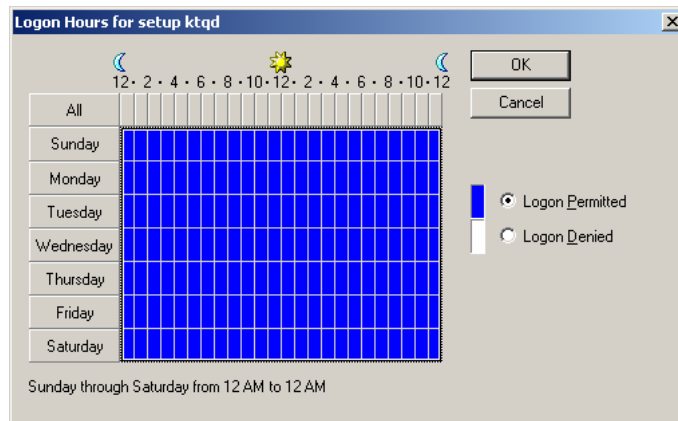 Logon Hours for setup ktqd
12 · 2 · 4 · 6 · 8 · 10 · 12 · 2 · 4 · 6 · 8 · 10 · 12
OK
Cancel
All
Sunday
Monday
Tuesday
Wednesday
Thursday
Friday
Saturday
Logon Permitted
Logon Denied
Sunday through Saturday from 12 AM to 12 AM